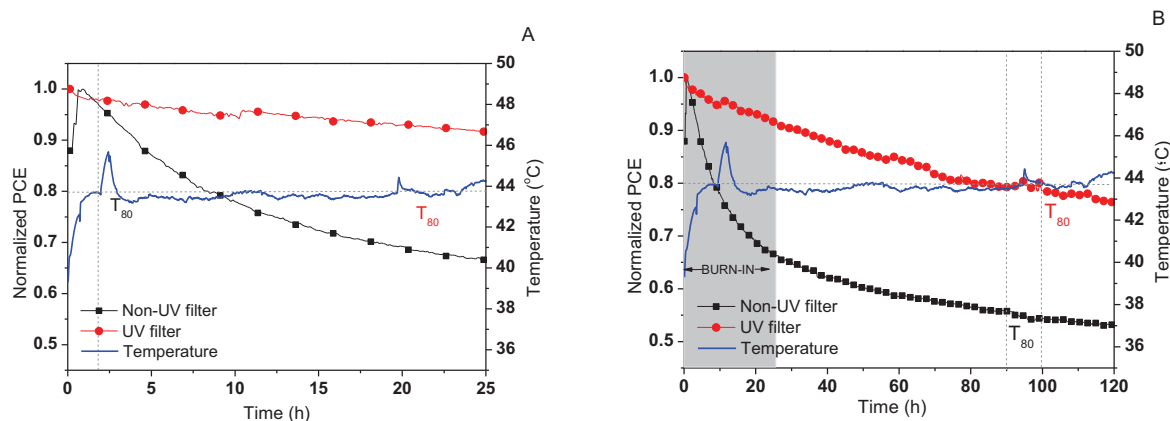 A
1.0
0.9
0.8
0.7
0.6
0.5
Normalized PCE
0
5
10
15
20
25
Time (h)
50
48
46
44
42
40
38
36
Temperature (°C)
T80
T80
Non-UV filter
UV filter
Temperature
B
1.0
0.9
0.8
0.7
0.6
0.5
Normalized PCE
0
20
40
60
80
100
120
Time (h)
50
48
46
44
42
40
38
36
Temperature (°C)
T80
BURN-IN
T80
Non-UV filter
UV filter
Temperature